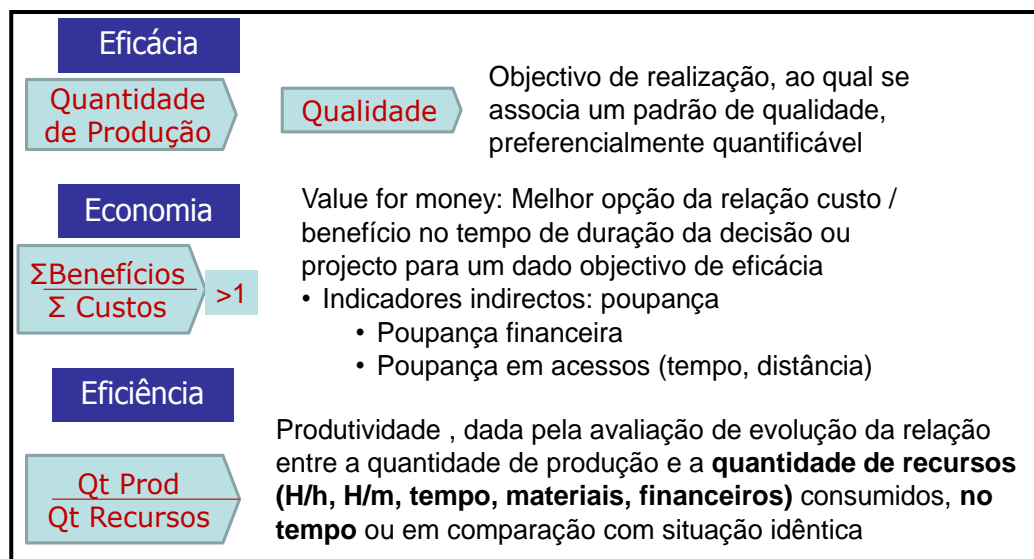 Eficácia
Quantidade
de Produção
Qualidade
Objectivo de realização, ao qual se
associa um padrão de qualidade,
preferencialmente quantificável
Economia
ΣBenefícios
Σ Custos
>1
Value for money: Melhor opção da relação custo /
benefício no tempo de duração da decisão ou
projecto para um dado objectivo de eficácia
• Indicadores indirectos: poupança
• Poupança financeira
• Poupança em acessos (tempo, distância)
Eficiência
Qt Prod
Qt Recursos
Produtividade , dada pela avaliação de evolução da relação
entre a quantidade de produção e a quantidade de recursos
(H/h, H/m, tempo, materiais, financeiros) consumidos, no
tempo ou em comparação com situação idêntica